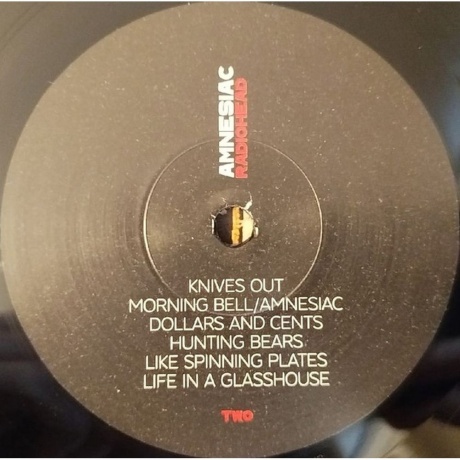 AMNESIAC
RADIOHEAD
KNIVES OUT
MORNING BELL/AMNESIAC
DOLLARS AND CENTS
HUNTING BEARS
LIKE SPINNING PLATES
LIFE IN A GLASSHOUSE
TWO